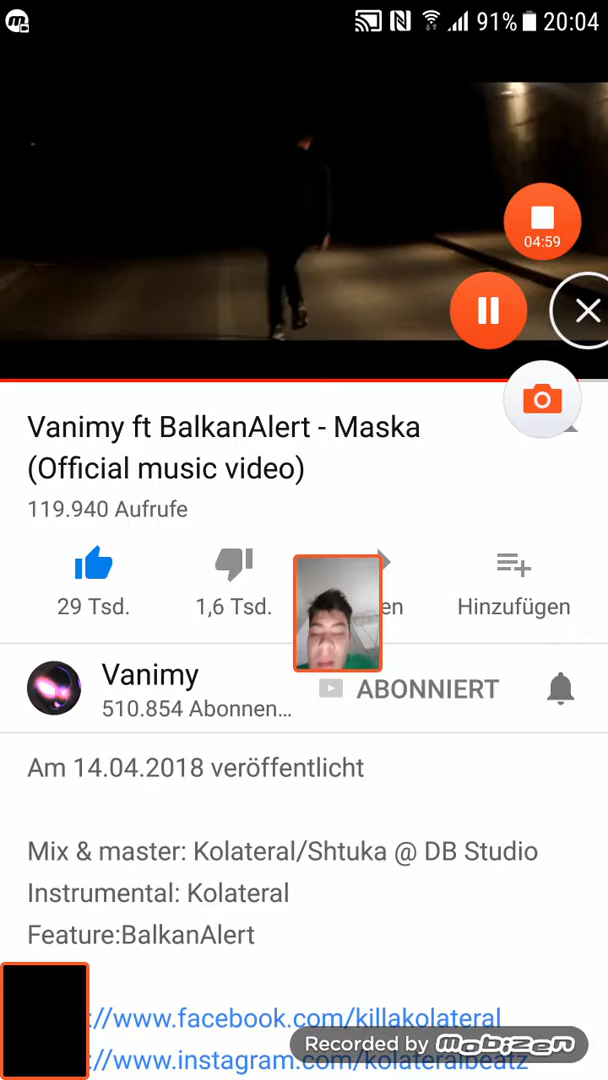 91% 20:04
04:59
Vanimy ft BalkanAlert - Maska
(Official music video)
119.940 Aufrufe
29 Tsd. 1,6 Tsd. en Hinzufügen
Vanimy
ABONNIERT
510.854 Abonnen...
Am 14.04.2018 veröffentlicht
Mix & master: Kolateral/Shtuka @ DB Studio
Instrumental: Kolateral
Feature:BalkanAlert
://www.facebook.com/killakolateral
Recorded by mobizen
://www.instagram.com/kolateralbeatz